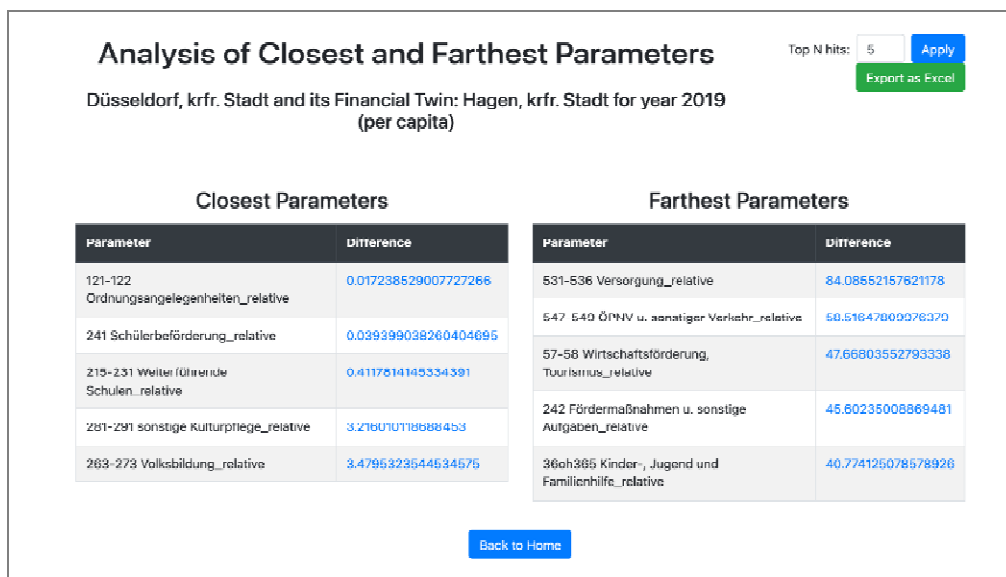 Analysis of Closest and Farthest Parameters
Top N hits: 5 Apply
Export as Excel
Düsseldorf, krfr. Stadt and its Financial Twin: Hagen, krfr. Stadt for year 2019
(per capita)
Closest Parameters
Parameter Difference
121-122
Ordnungsangelegenheiten_relative
0.017238529007727266
241 Schülerbeförderung_relative 0.039399038260404695
215-231 Weiterführende
Schulen_relative
0.4117814145334391
281-291 sonstige Kulturpflege_relative 3.216010118688453
263-273 Volksbildung_relative 3.4795323544534575
Farthest Parameters
Parameter Difference
531-536 Versorgung_relative 84.08552157621178
547-549 ÖPNV u. sonstiger Verkehr_relative
57-58 Wirtschaftsförderung,
Tourismus_relative
47.66803552793338
242 Fördermaßnahmen u. sonstige
Aufgaben_relative
45.60235008869481
36oh365 Kinder-, Jugend und
Familienhilfe_relative
40.774125078578926
Back to Home